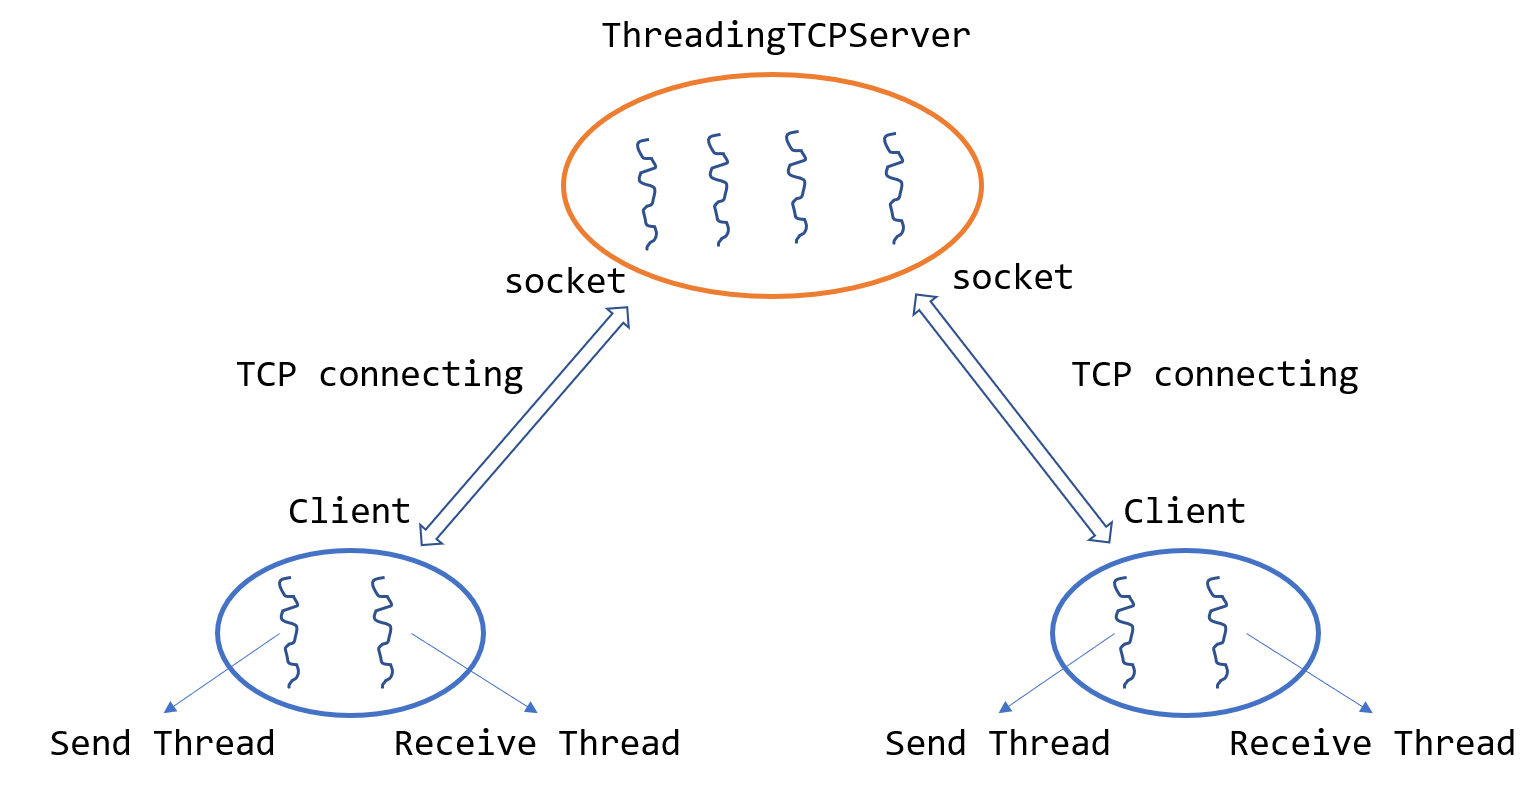 ThreadingTCPServer
socket
socket
TCP connecting
TCP connecting
Client
Client
Send Thread
Receive Thread
Send Thread
Receive Thread